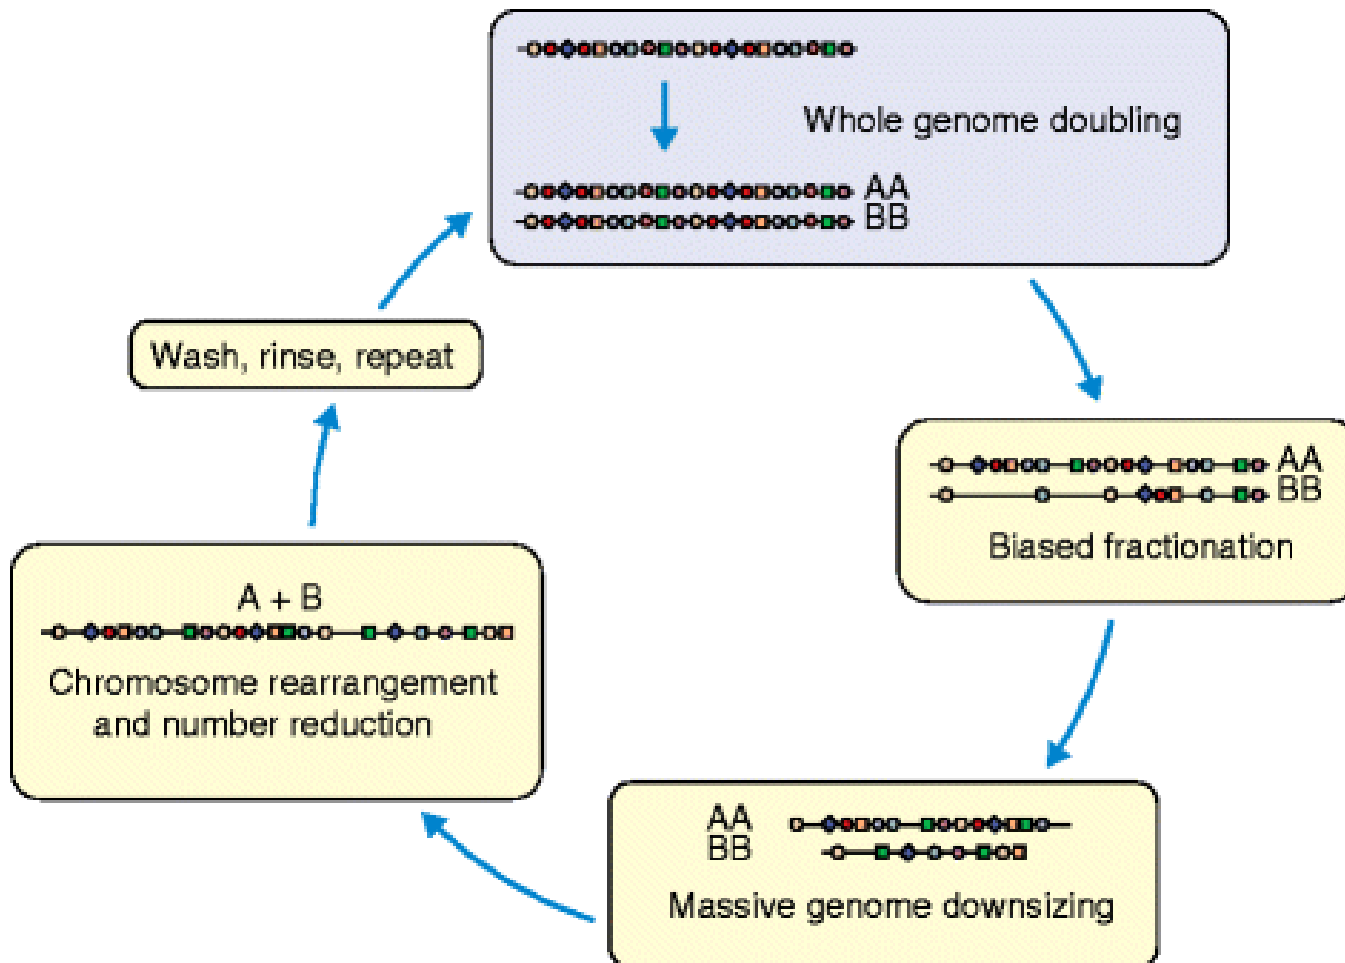 Whole genome doubling
AA
BB
AA
BB
Biased fractionation
AA
BB
Massive genome downsizing
A + B
Chromosome rearrangement
and number reduction
Wash, rinse, repeat